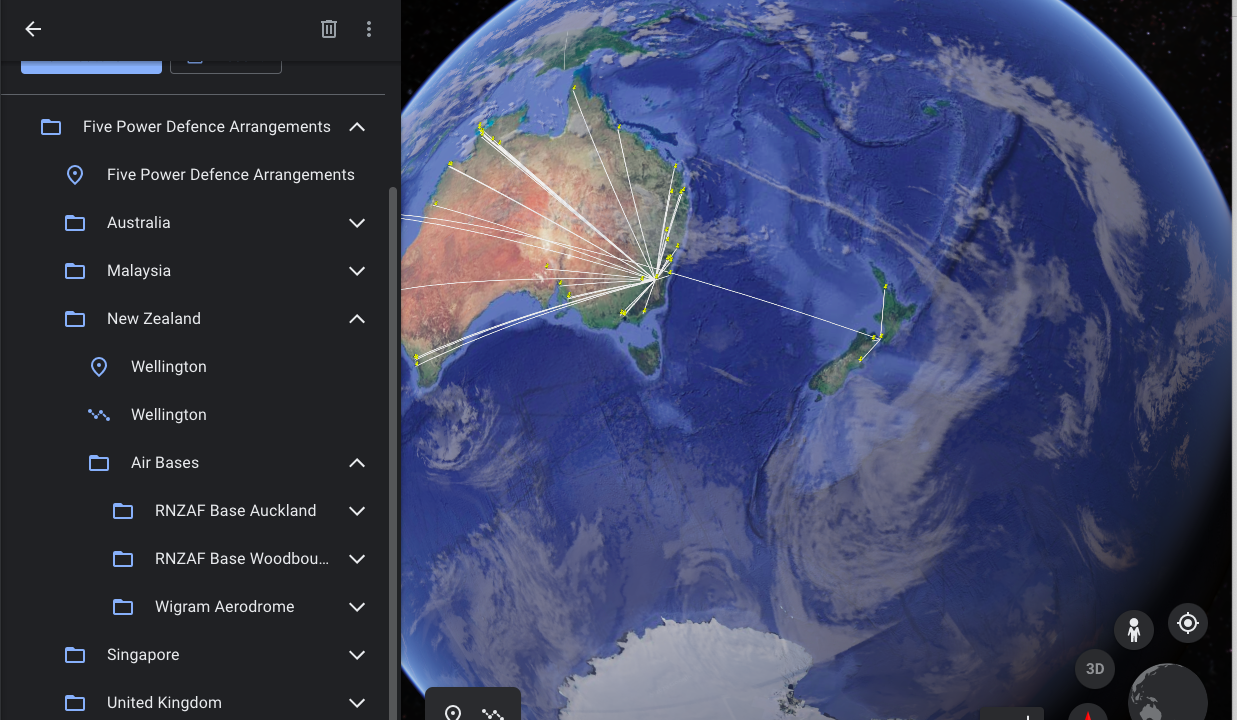 Five Power Defence Arrangements
Five Power Defence Arrangements
Australia
Malaysia
New Zealand
Wellington
Wellington
Air Bases
RNZAF Base Auckland
RNZAF Base Woodbou...
Wigram Aerodrome
Singapore
United Kingdom
3D